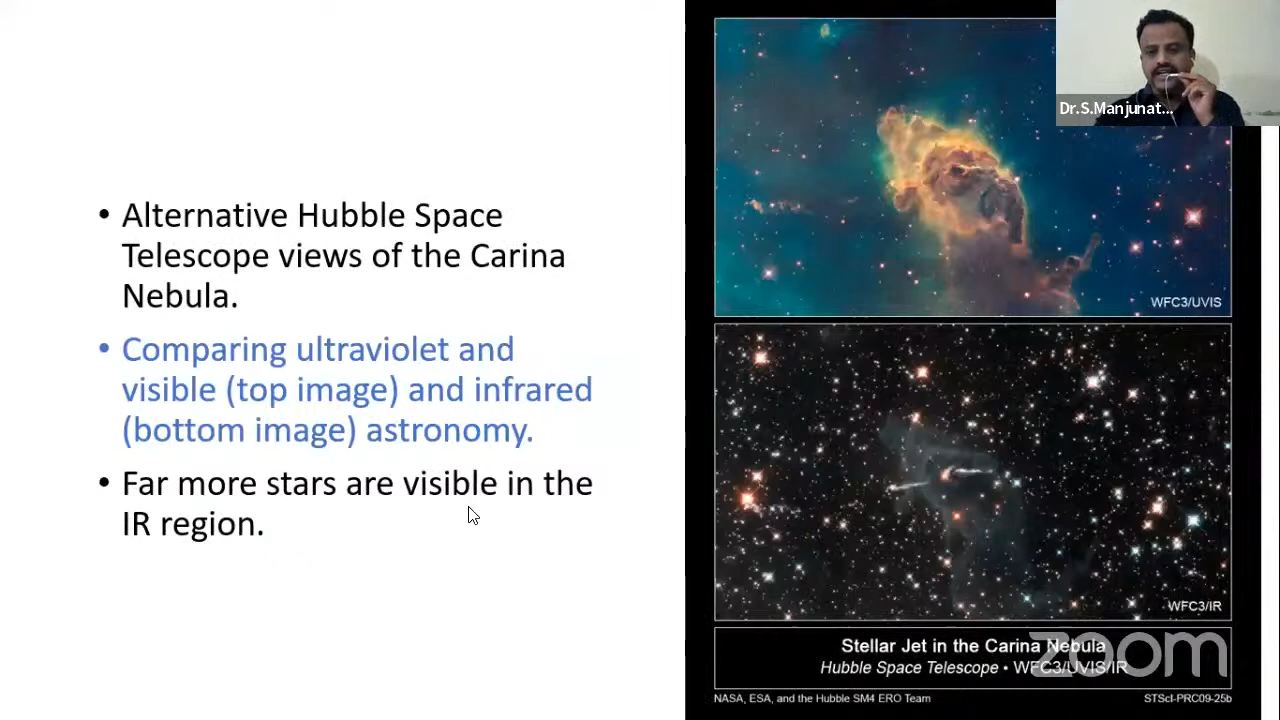 • Alternative Hubble Space
Telescope views of the Carina
Nebula.
• Comparing ultraviolet and
visible (top image) and infrared
(bottom image) astronomy.
• Far more stars are visible in the
IR region.
Dr.S.Manjunat...
WFC3/UVIS
WFC3/IR
Stellar Jet in the Carina Nebula
Hubble Space Telescope • WFC3/UVIS/IR
zoom
NASA, ESA, and the Hubble SM4 ERO Team
STScI-PRC09-25b